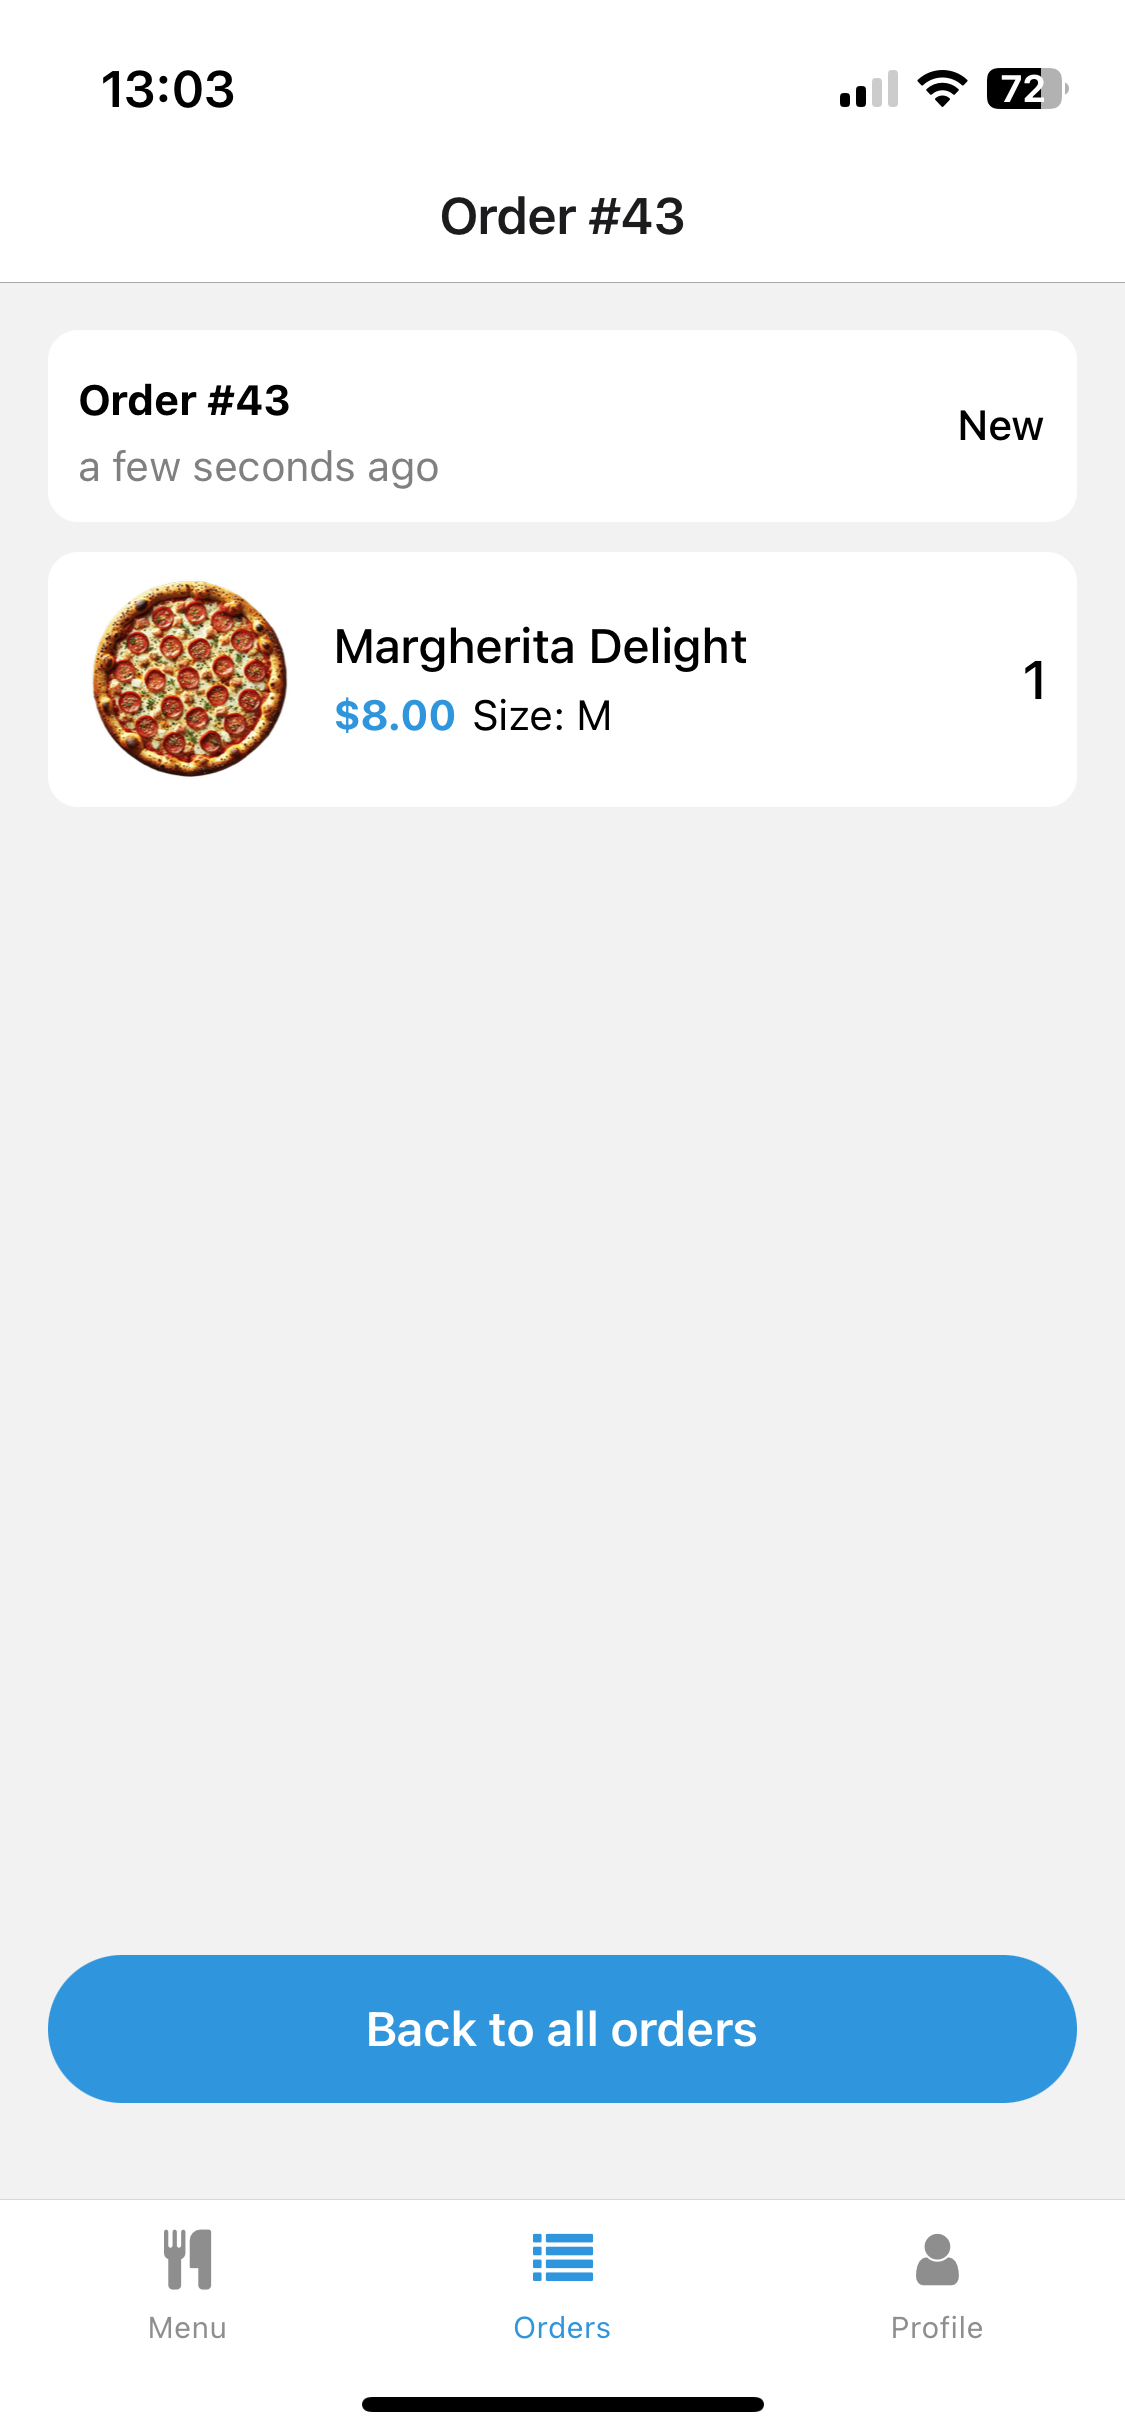 13:03
72
Order #43
Order #43
New
a few seconds ago
Margherita Delight
$8.00 Size: M
1
Back to all orders
Menu
Orders
Profile